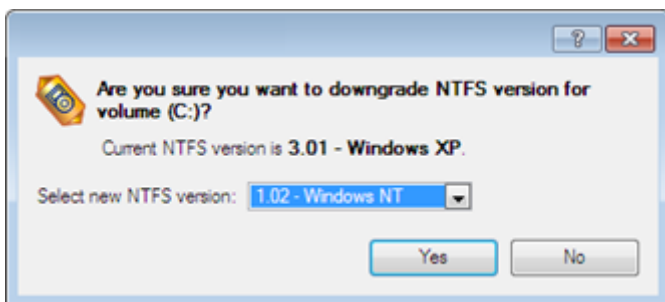 Are you sure you want to downgrade NTFS version for
volume (C:)?
Current NTFS version is 3.01 - Windows XP.
Select new NTFS version: 1.02 - Windows NT
Yes No